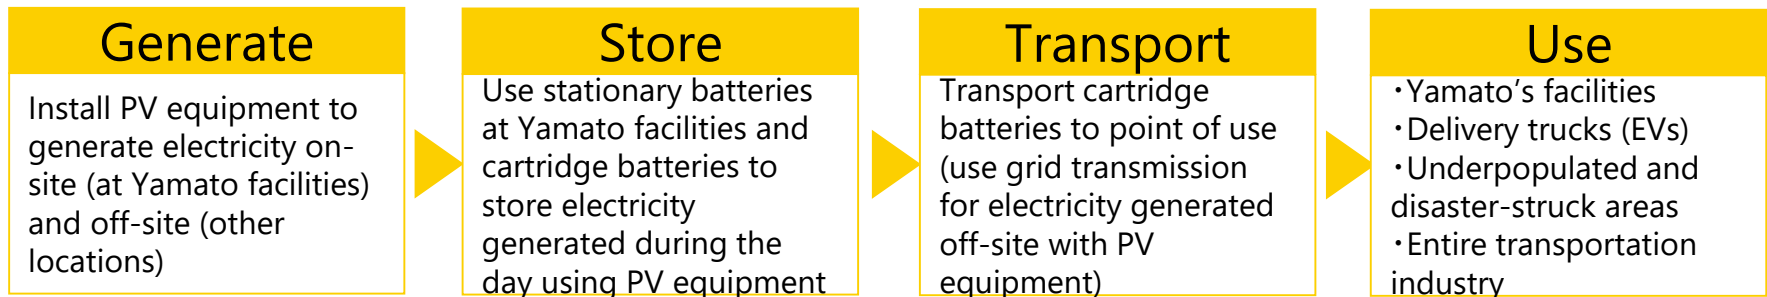 Generate
Install PV equipment to
generate electricity on-
site (at Yamato facilities)
and off-site (other
locations)
Store
Use stationary batteries
at Yamato facilities and
cartridge batteries to
store electricity
generated during the
day using PV equipment
Transport
Transport cartridge
batteries to point of use
(use grid transmission
for electricity generated
off-site with PV
equipment)
Use
・Yamato’s facilities
・Delivery trucks (EVs)
・Underpopulated and
disaster-struck areas
・Entire transportation
industry